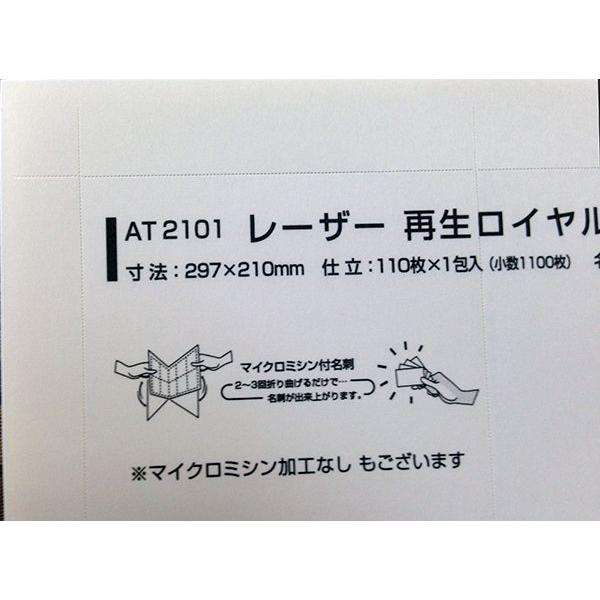 AT2101 レーザー 再生ロイヤル
寸法：297×210mm 仕立：110枚×1包入（小数1100枚）
マイクロミシン付名刺
2〜3回折り曲げるだけで…
名刺が出来上がります。
※マイクロミシン加工なし もございます